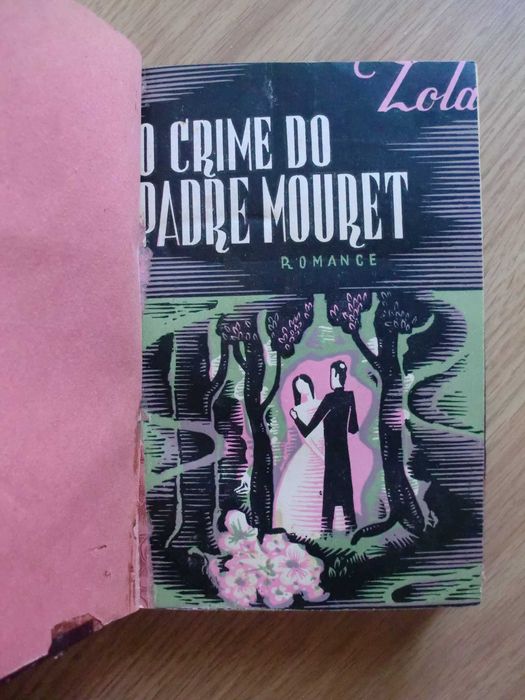 Zola
O CRIME DO
PADRE MOURET
ROMANCE